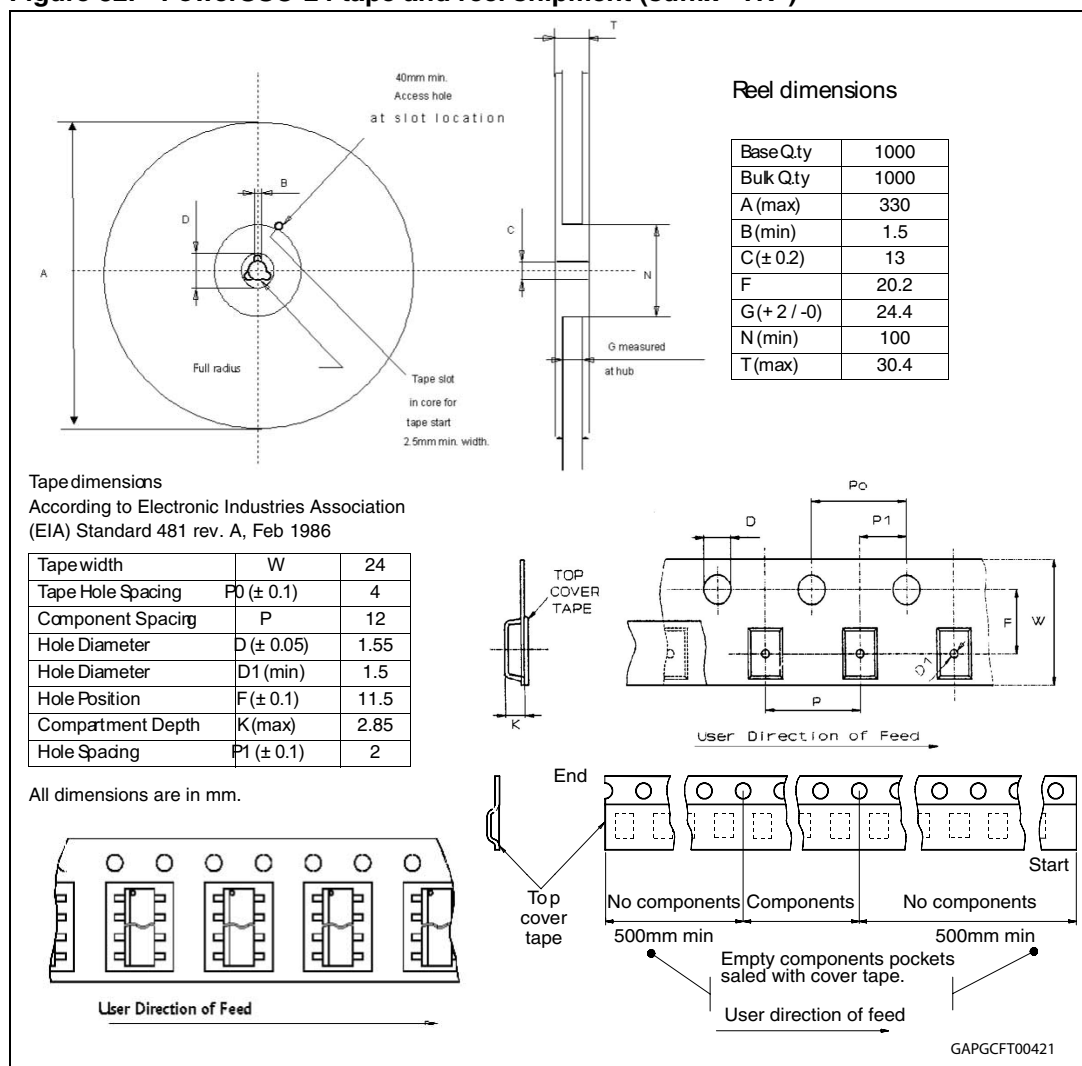 40mm min.
Access hole
at slot location
T
B
D
A
C
N
Full radius
Tape slot
in core for
tape start
2.5mm min. width.
G measured
at hub
Reel dimensions
Base Q.ty 1000
Bulk Q.ty 1000
A (max) 330
B (min) 1.5
C (± 0.2) 13
F 20.2
G (+ 2 / -0) 24.4
N (min) 100
T (max) 30.4
Tape dimensions
According to Electronic Industries Association
(EIA) Standard 481 rev. A, Feb 1986
Tape width W 24
Tape Hole Spacing P0 (± 0.1) 4
Component Spacing P 12
Hole Diameter D (± 0.05) 1.55
Hole Diameter D1 (min) 1.5
Hole Position F (± 0.1) 11.5
Compartment Depth K (max) 2.85
Hole Spacing P1 (± 0.1) 2
All dimensions are in mm.
TOP
COVER
TAPE
K
Po
D
P1
F
W
D1
P
User Direction of Feed
End
Start
Top
cover
tape
No components
Components
No components
500mm min
500mm min
Empty components pockets
saled with cover tape.
User direction of feed
User Direction of Feed
GAPGCFT00421